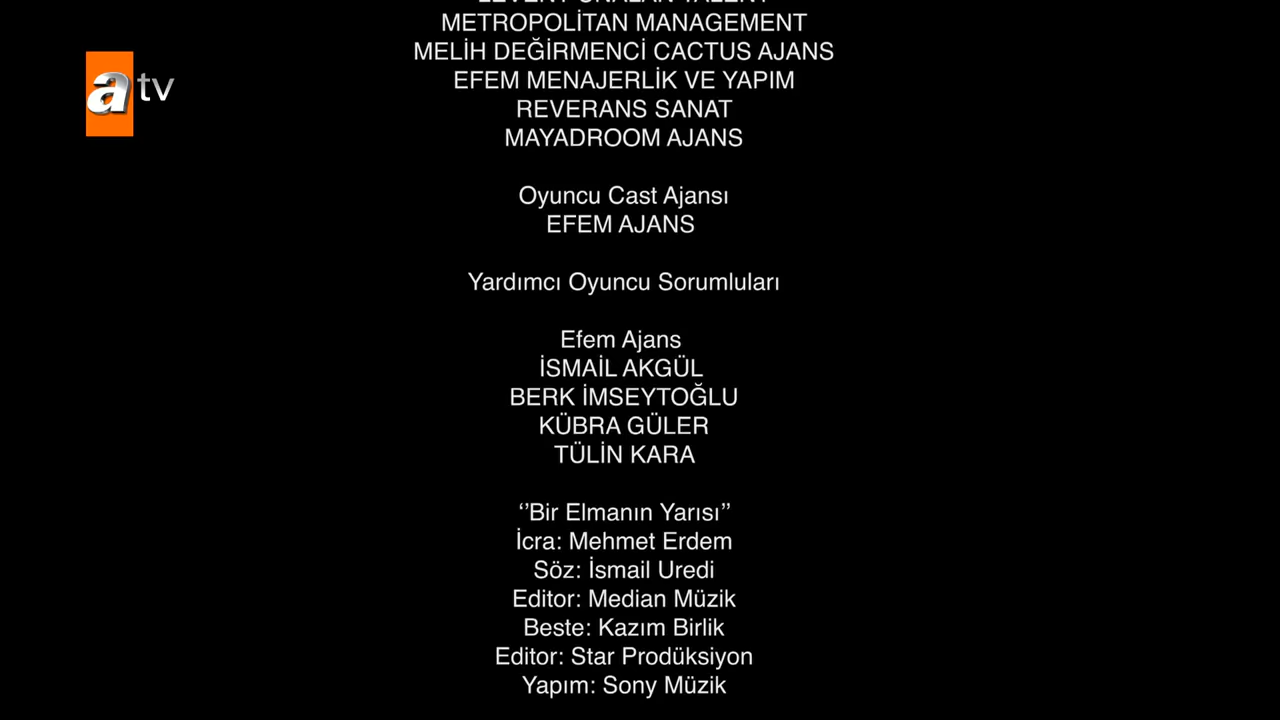 METROPOLİTAN MANAGEMENT
MELİH DEĞİRMENCİ CACTUS AJANS
EFEM MENAJERLİK VE YAPIM
REVERANS SANAT
MAYADROOM AJANS
atv
Oyuncu Cast Ajansı
EFEM AJANS
Yardımcı Oyuncu Sorumluları
Efem Ajans
İSMAİL AKGÜL
BERK İMSEYTOĞLU
KÜBRA GÜLER
TÜLİN KARA
‘’Bir Elmanın Yarısı’’
İcra: Mehmet Erdem
Söz: İsmail Uredi
Editor: Median Müzik
Beste: Kazım Birlik
Editor: Star Prodüksiyon
Yapım: Sony Müzik